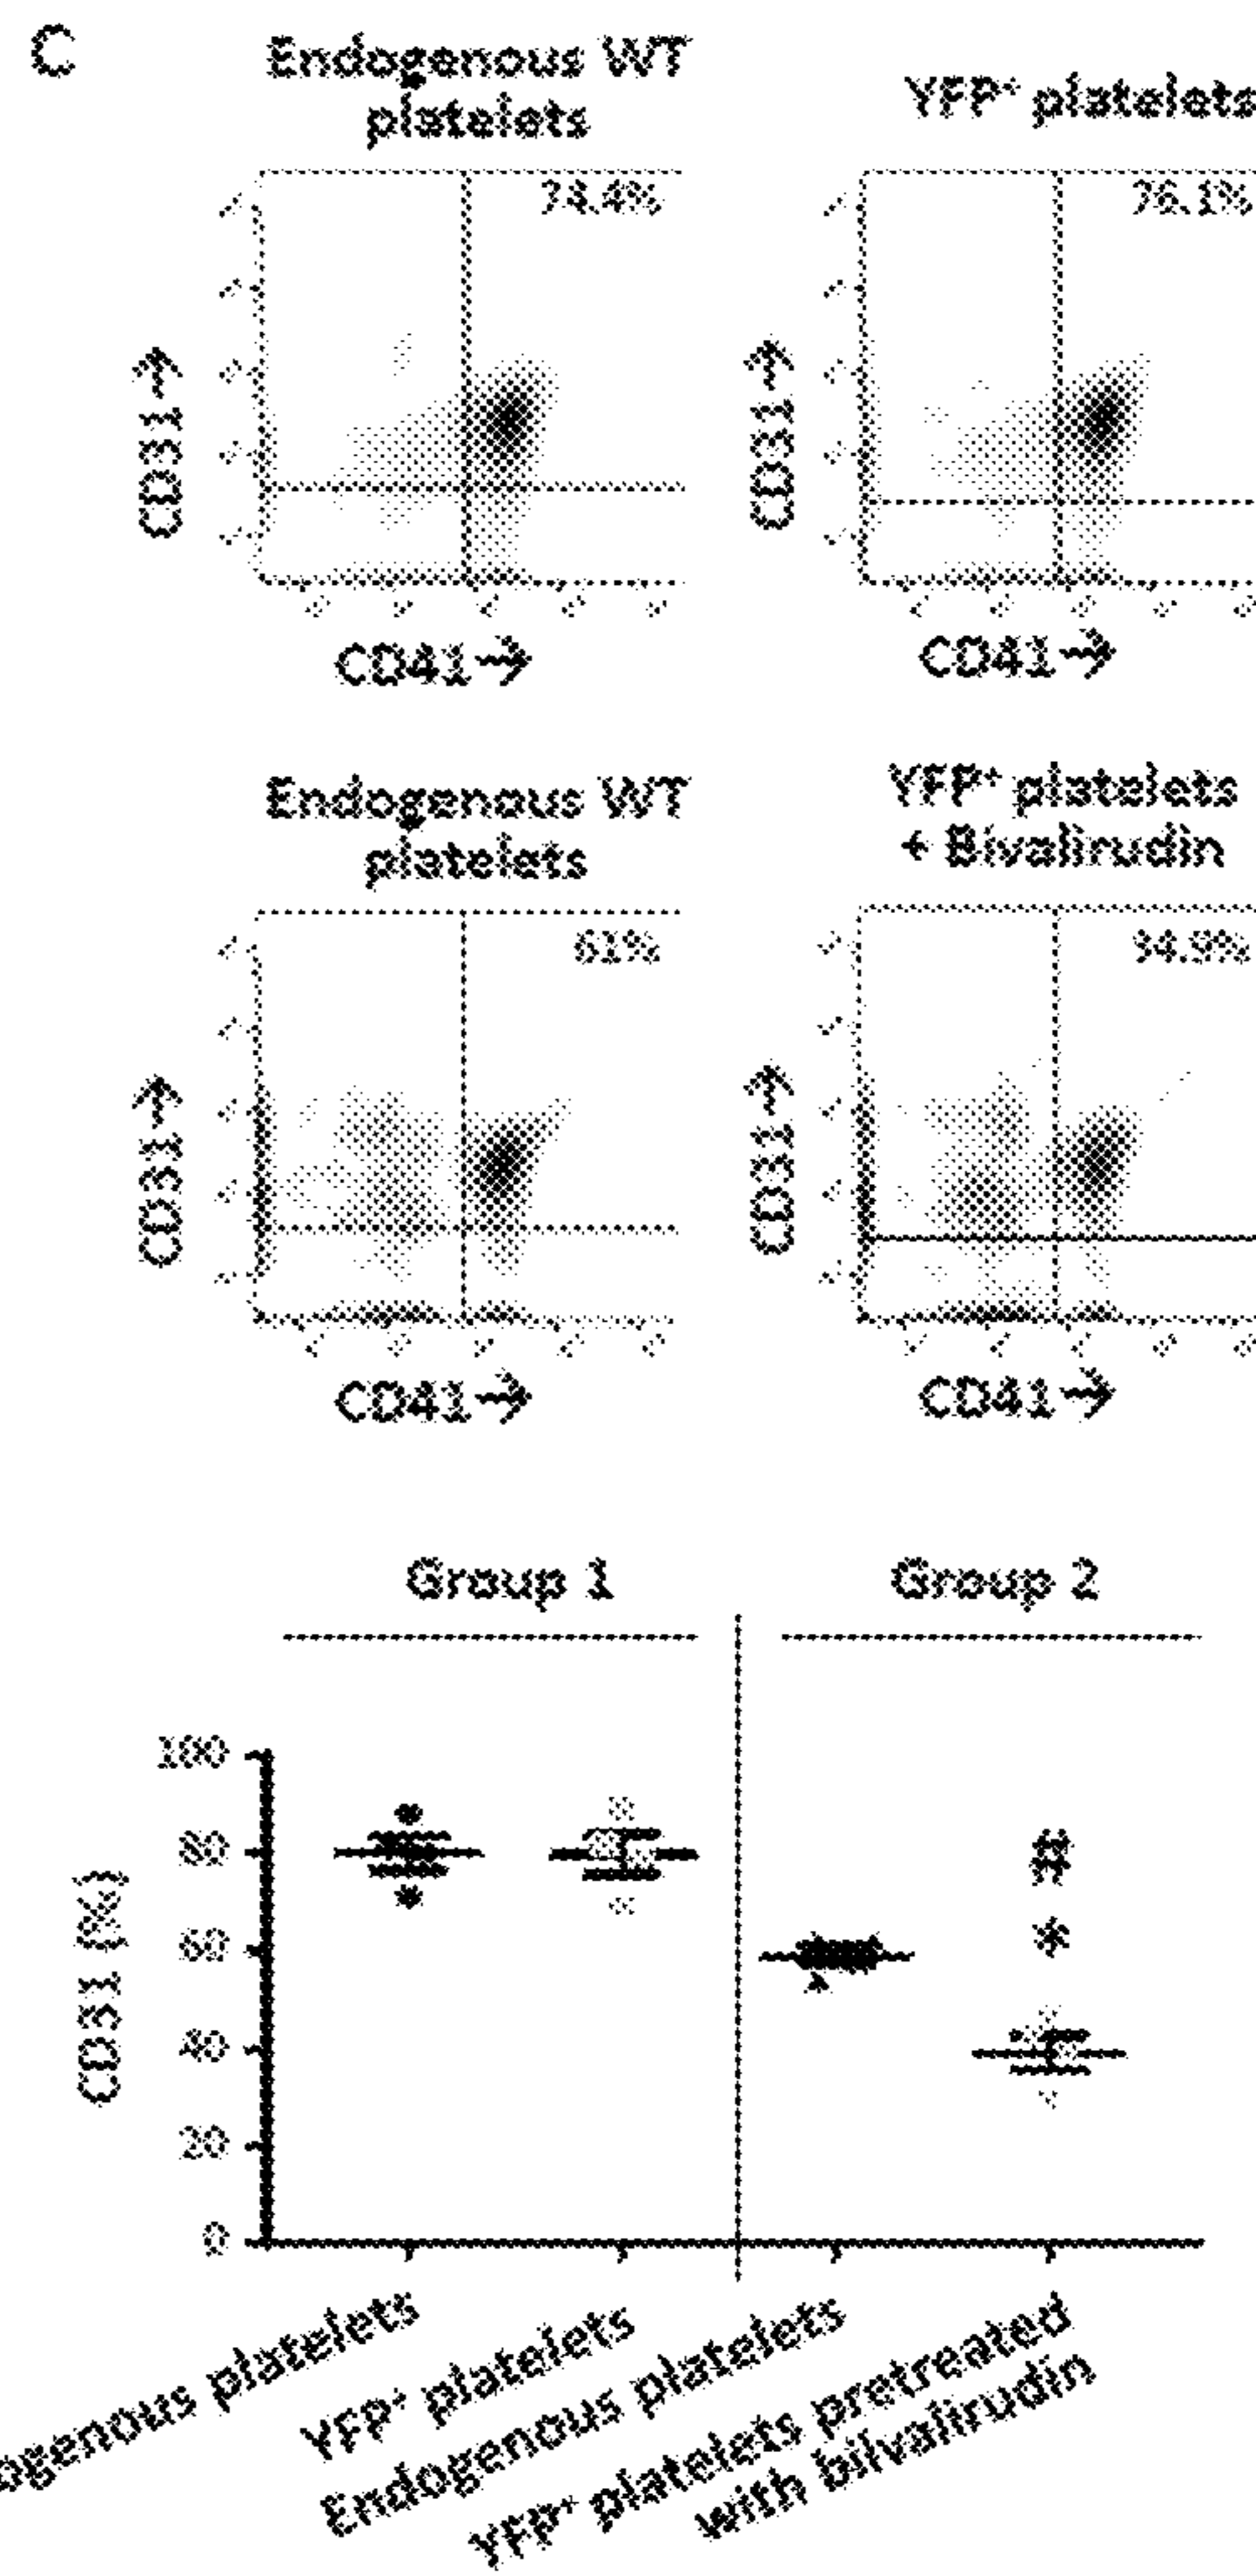 C
Endogenous WT
platelets
YFP⁺ platelets
74.4%
76.1%
CD31→
CD31→
CD41→
CD41→
Endogenous WT
platelets
YFP⁺ platelets
+ Bivalirudin
61%
34.9%
CD31→
CD31→
CD41→
CD41→
Group 1
Group 2
CD31 (%)
100
80
60
40
20
0
#
*
ogenous platelets
YFP⁺ platelets
Endogenous platelets
YFP⁺ platelets pretreated
with bilvalirudin